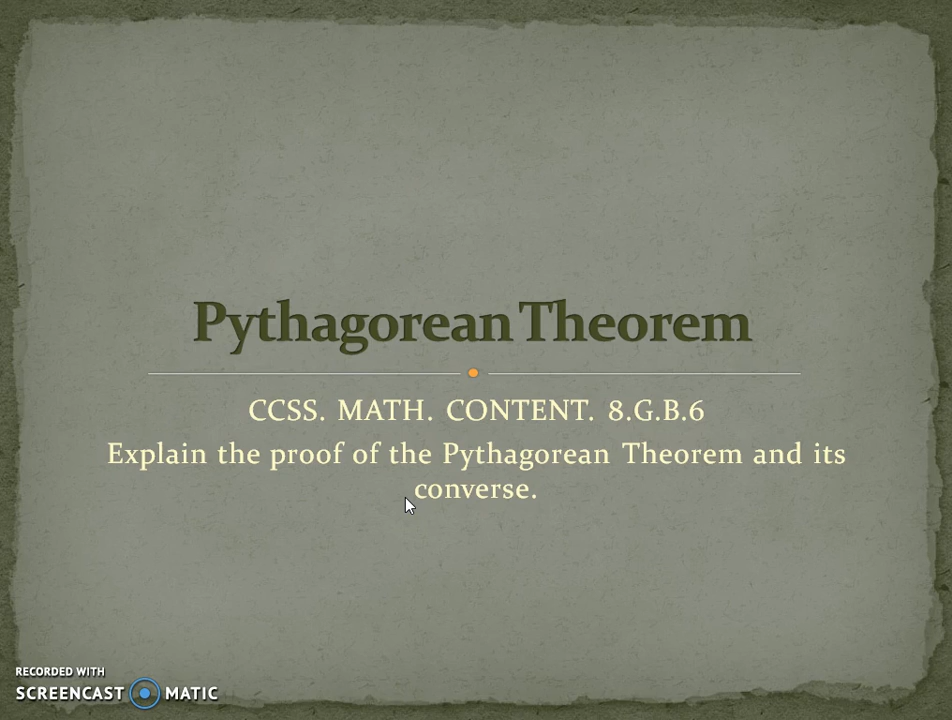 Pythagorean Theorem
CCSS. MATH. CONTENT. 8.G.B.6
Explain the proof of the Pythagorean Theorem and its
converse.
RECORDED WITH
SCREENCAST MATIC